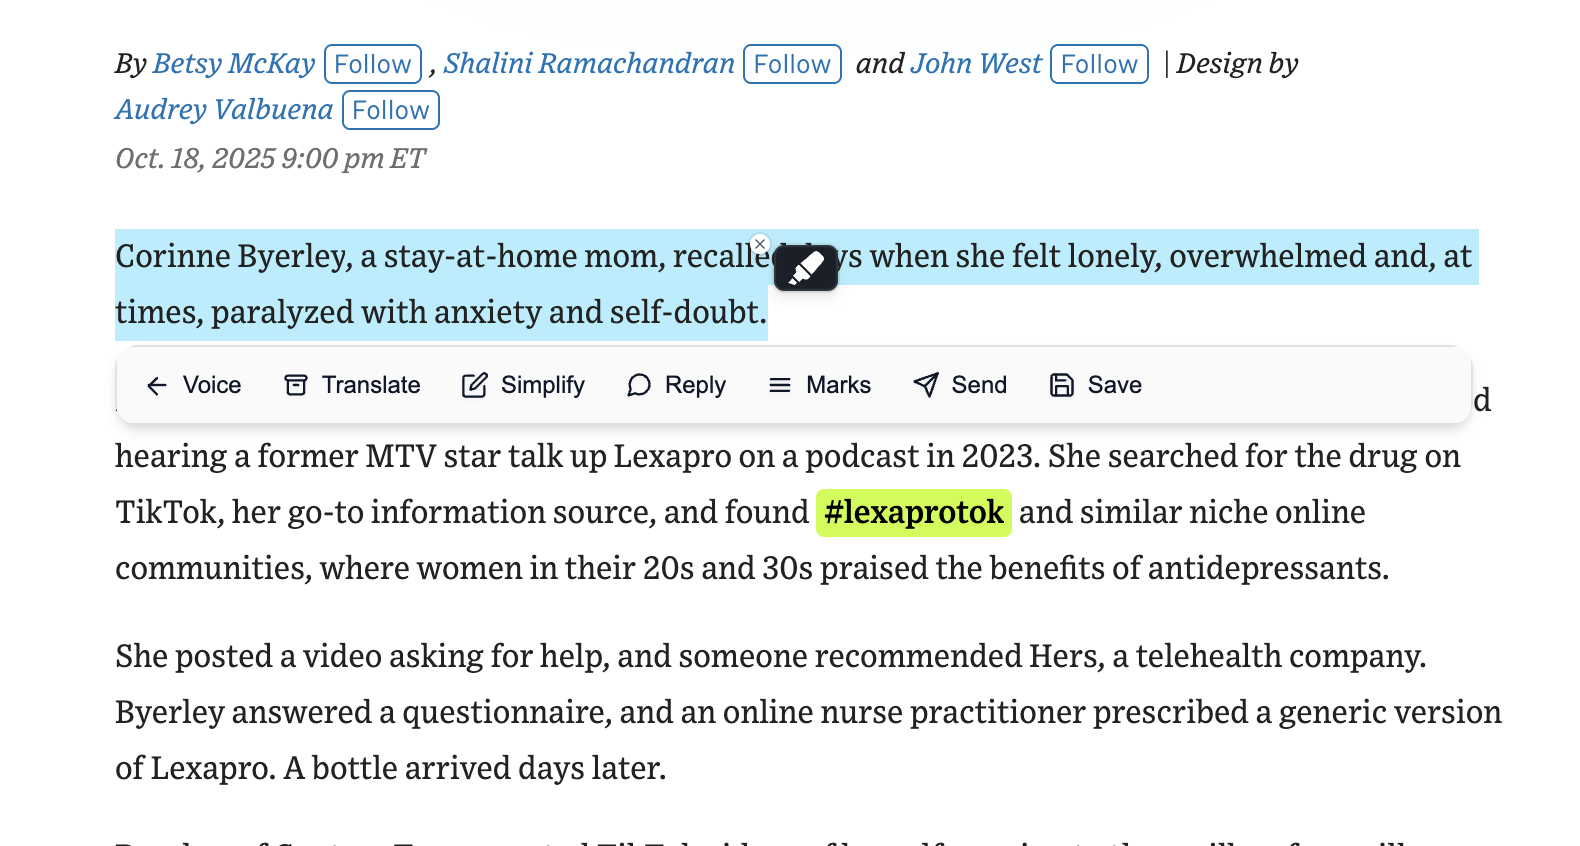 By Betsy McKay Follow , Shalini Ramachandran Follow and John West Follow | Design by
Audrey Valbuena Follow
Oct. 18, 2025 9:00 pm ET
Corinne Byerley, a stay-at-home mom, recalled when she felt lonely, overwhelmed and, at
times, paralyzed with anxiety and self-doubt.
Voice Translate Simplify Reply Marks Send Save
hearing a former MTV star talk up Lexapro on a podcast in 2023. She searched for the drug on
TikTok, her go-to information source, and found #lexaprotok and similar niche online
communities, where women in their 20s and 30s praised the benefits of antidepressants.
She posted a video asking for help, and someone recommended Hers, a telehealth company.
Byerley answered a questionnaire, and an online nurse practitioner prescribed a generic version
of Lexapro. A bottle arrived days later.